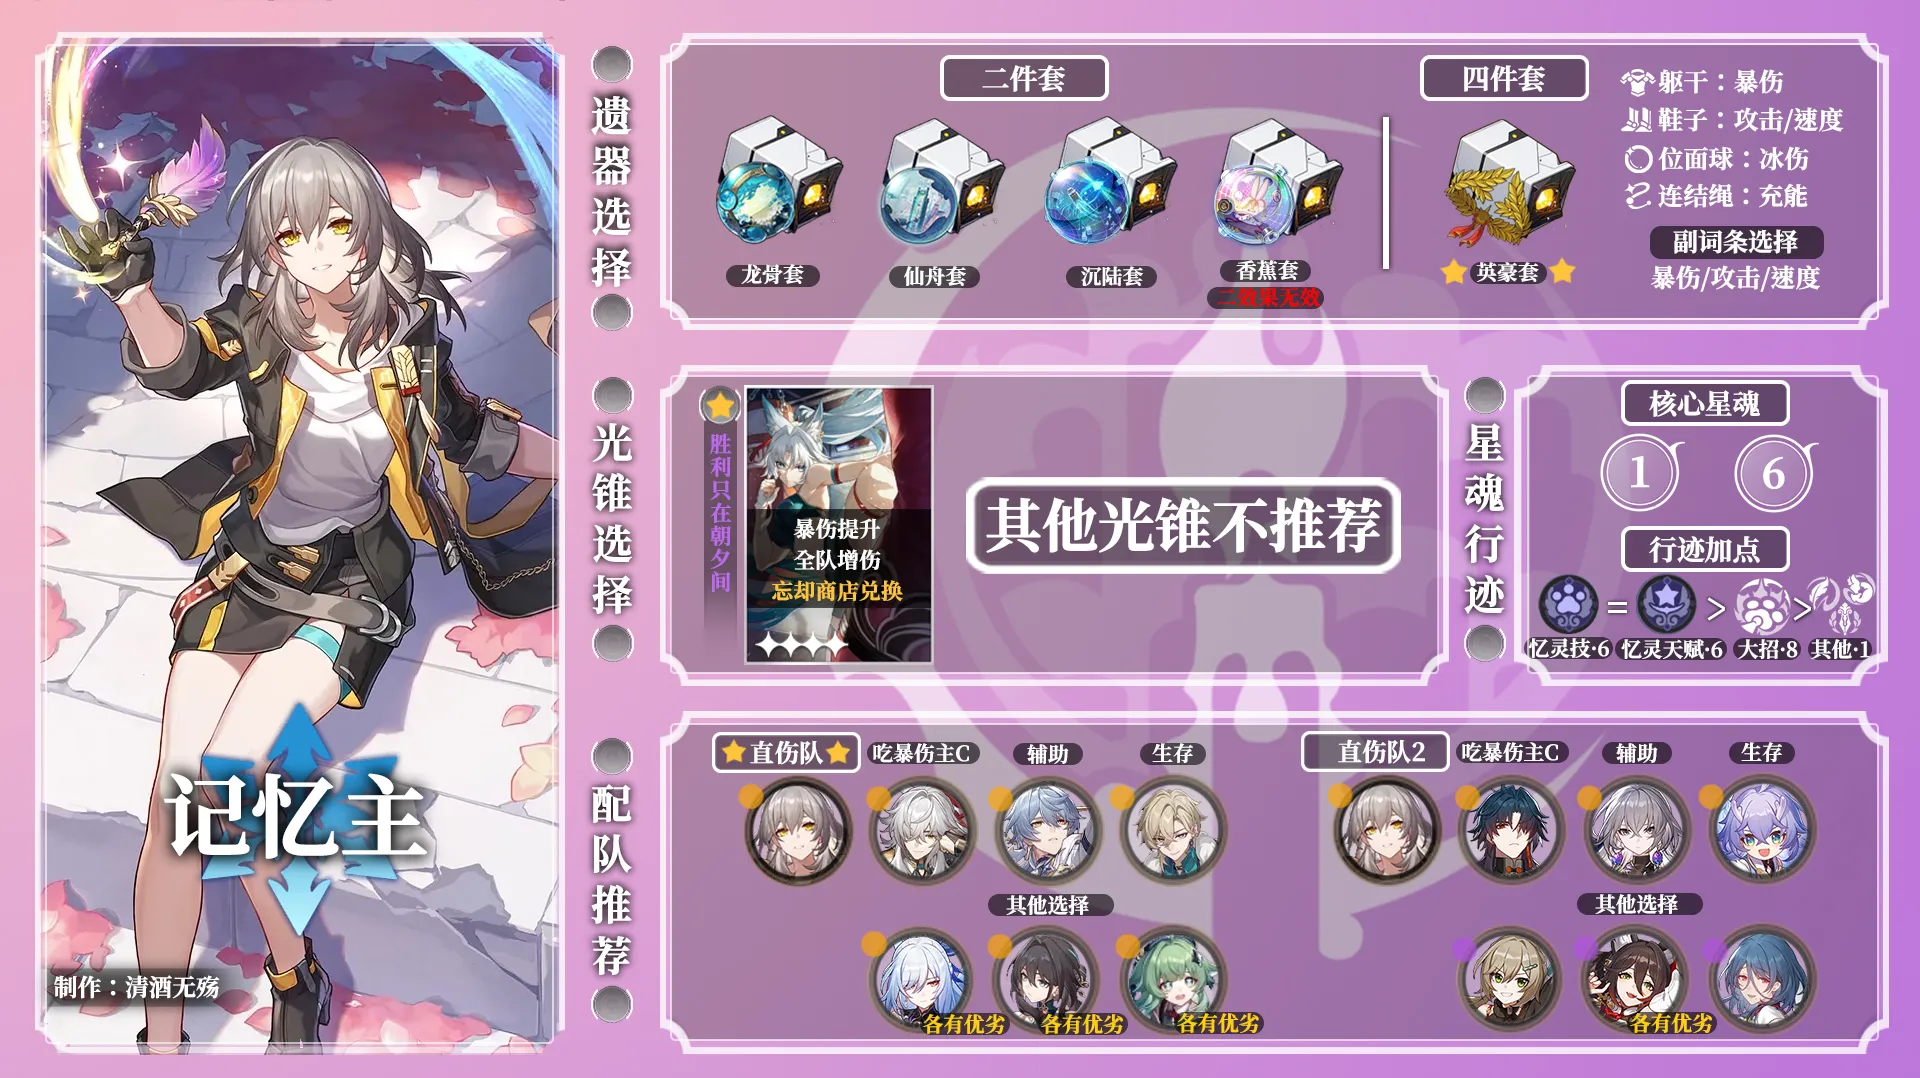 遗器选择
二件套
龙骨套
仙舟套
沉陆套
香蕉套
二效果无效
四件套
英豪套
躯干：暴伤
鞋子：攻击/速度
位面球：冰伤
连结绳：充能
副词条选择
暴伤/攻击/速度
光锥选择
胜利只在朝夕间
暴伤提升
全队增伤
忘却商店兑换
其他光锥不推荐
星魂行迹
核心星魂
1
6
行迹加点
= > >
忆灵技·6
忆灵天赋·6
大招·8
其他·1
记忆主
制作：清酒无殇
配队推荐
直伤队
吃暴伤主C
辅助
生存
其他选择
各有优劣
各有优劣
各有优劣
直伤队2
吃暴伤主C
辅助
生存
其他选择
各有优劣